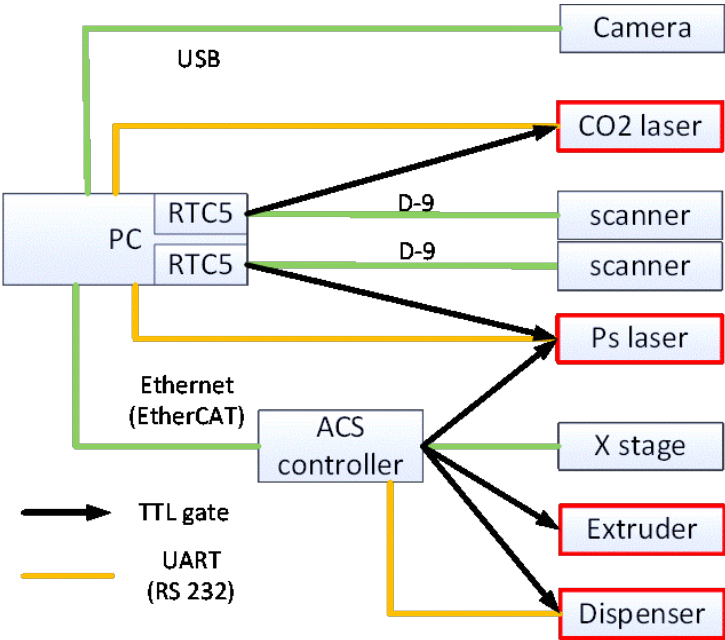 Camera
USB
CO2 laser
RTC5
D-9
scanner
PC
D-9
RTC5
scanner
Ps laser
Ethernet
(EtherCAT)
ACS
controller
X stage
TTL gate
Extruder
UART
(RS 232)
Dispenser